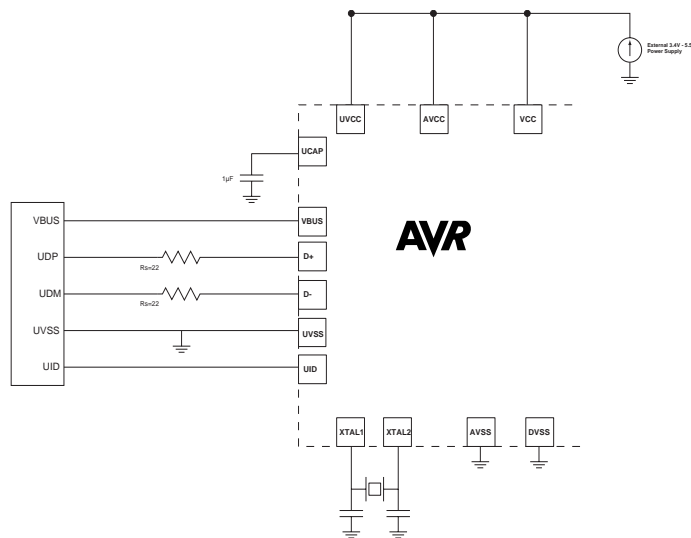 External 3.4V - 5.5
Power Supply
UVCC
AVCC
VCC
UCAP
1µF
VBUS
VBUS
AVR
UDP
D+
Rs=22
UDM
D-
Rs=22
UVSS
UVSS
UID
UID
XTAL1
XTAL2
AVSS
DVSS